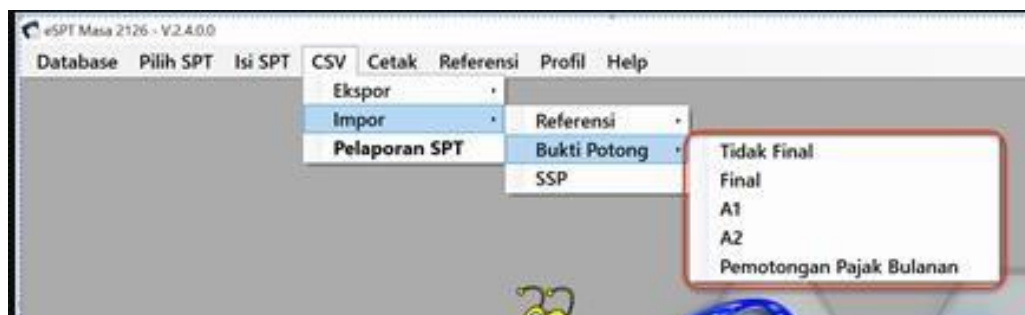 eSPT Masa 2126 - V.2.4.0.0
Database Pilih SPT Isi SPT CSV Cetak Referensi Profil Help
Ekspor
Impor
Pelaporan SPT
Referensi
Bukti Potong
SSP
Tidak Final
Final
A1
A2
Pemotongan Pajak Bulanan